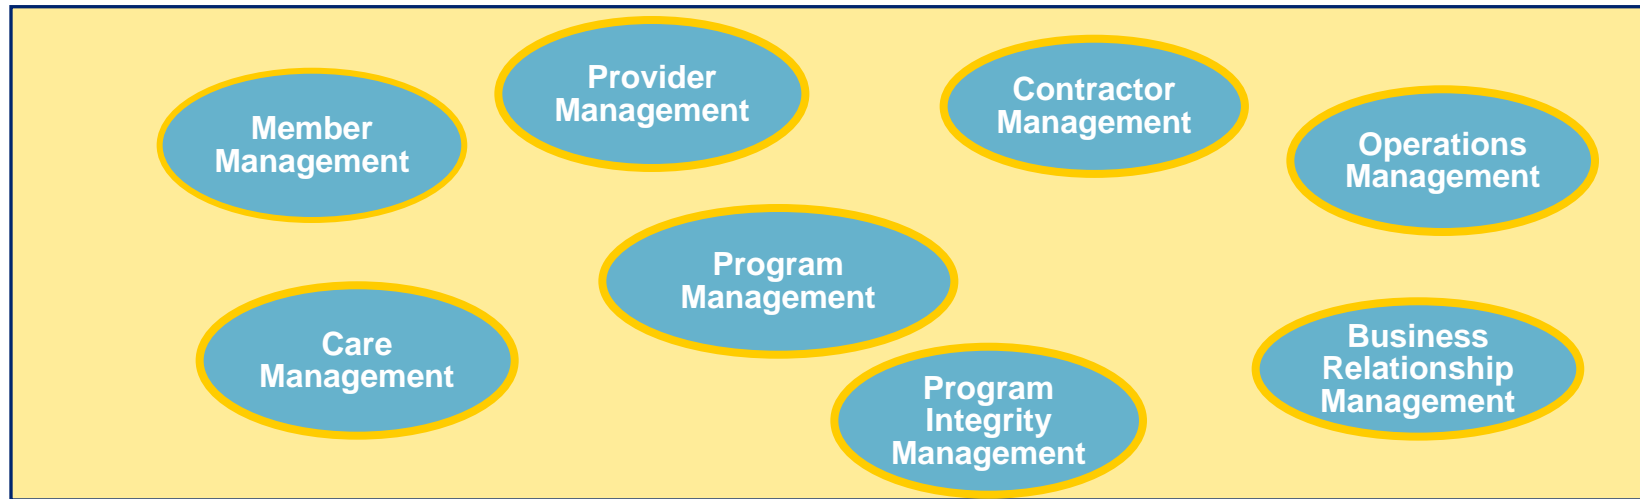 Provider
Management
Contractor
Management
Member
Management
Operations
Management
Program
Management
Care
Management
Business
Relationship
Management
Program
Integrity
Management